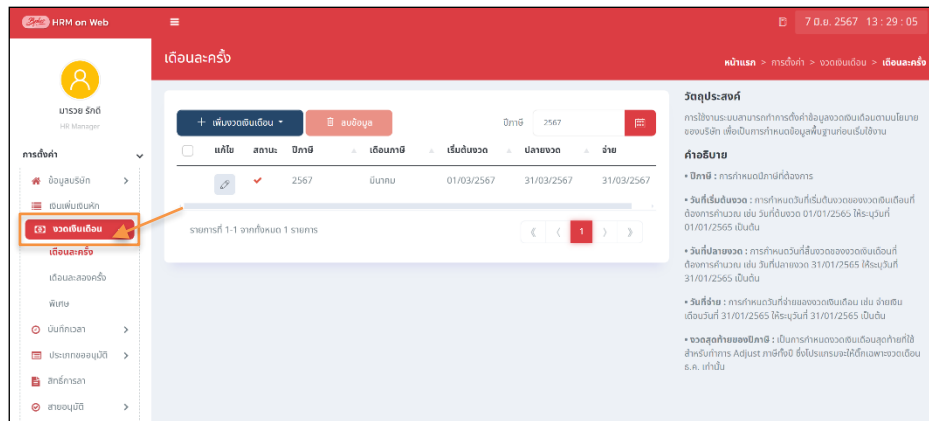 HRM on Web
7 มิ.ย. 2567 13 : 29 : 05
เดือนละครั้ง
หน้าแรก > การตั้งค่า > งวดเงินเดือน > เดือนละครั้ง
มารวย รักดี
HR Manager
การตั้งค่า
ข้อมูลบริษัท
เงินเพิ่มเงินหัก
งวดเงินเดือน
เดือนละครั้ง
เดือนละสองครั้ง
พิเศษ
บันทึกเวลา
ประเภทขออนุมัติ
สิทธิ์การลา
สายอนุมัติ
+ เพิ่มงวดเงินเดือน
ลบข้อมูล
ปีภาษี 2567
แก้ไข สถานะ ปีภาษี เดือนภาษี เริ่มต้นงวด ปลายงวด จ่าย
2567 มีนาคม 01/03/2567 31/03/2567 31/03/2567
รายการที่ 1-1 จากทั้งหมด 1 รายการ
1
วัตถุประสงค์
การใช้งานระบบสามารถทำการตั้งค่าข้อมูลงวดเงินเดือนตามนโยบาย
ของบริษัท เพื่อเป็นการกำหนดข้อมูลพื้นฐานก่อนเริ่มใช้งาน
คำอธิบาย
• ปีภาษี : การกำหนดปีภาษีที่ต้องการ
• วันที่เริ่มต้นงวด : การกำหนดวันที่เริ่มต้นงวดของงวดเงินเดือนที่
ต้องการคำนวณ เช่น วันที่ต้นงวด 01/01/2565 ให้ระบุวันที่
01/01/2565 เป็นต้น
• วันที่ปลายงวด : การกำหนดวันที่สิ้นงวดของงวดเงินเดือนที่
ต้องการคำนวณ เช่น วันที่ปลายงวด 31/01/2565 ให้ระบุวันที่
31/01/2565 เป็นต้น
• วันที่จ่าย : การกำหนดวันที่จ่ายของงวดเงินเดือน เช่น จ่ายเงิน
เดือนวันที่ 31/01/2565 ให้ระบุวันที่ 31/01/2565 เป็นต้น
• งวดสุดท้ายของปีภาษี : เป็นการกำหนดงวดเงินเดือนสุดท้ายที่ใช้
สำหรับทำการ Adjust ภาษีทั้งปี ซึ่งโปรแกรมจะให้ติ๊กเฉพาะงวดเดือน
ธ.ค. เท่านั้น